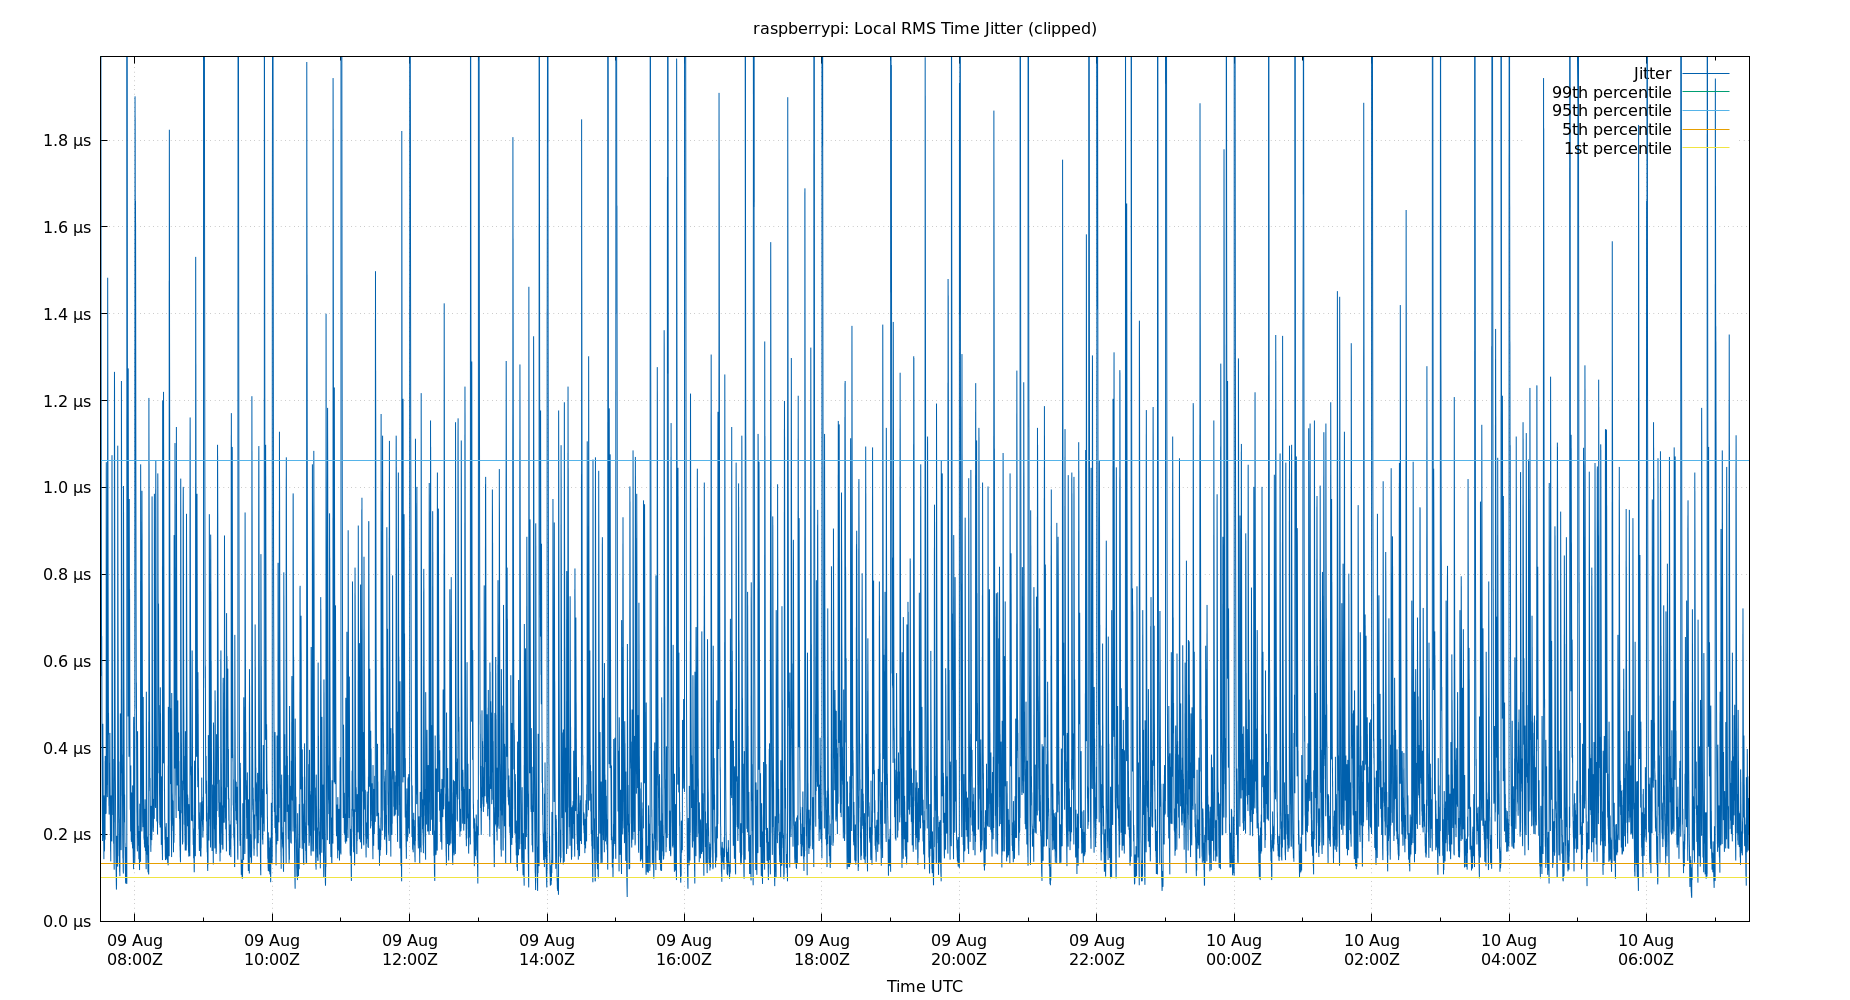 raspberrypi: Local RMS Time Jitter (clipped)
Jitter
99th percentile
95th percentile
5th percentile
1st percentile
1.8 µs
1.6 µs
1.4 µs
1.2 µs
1.0 µs
0.8 µs
0.6 µs
0.4 µs
0.2 µs
0.0 µs
09 Aug 09 Aug 09 Aug 09 Aug 09 Aug 09 Aug 09 Aug 09 Aug 10 Aug 10 Aug 10 Aug 10 Aug
08:00Z 10:00Z 12:00Z 14:00Z 16:00Z 18:00Z 20:00Z 22:00Z 00:00Z 02:00Z 04:00Z 06:00Z
Time UTC